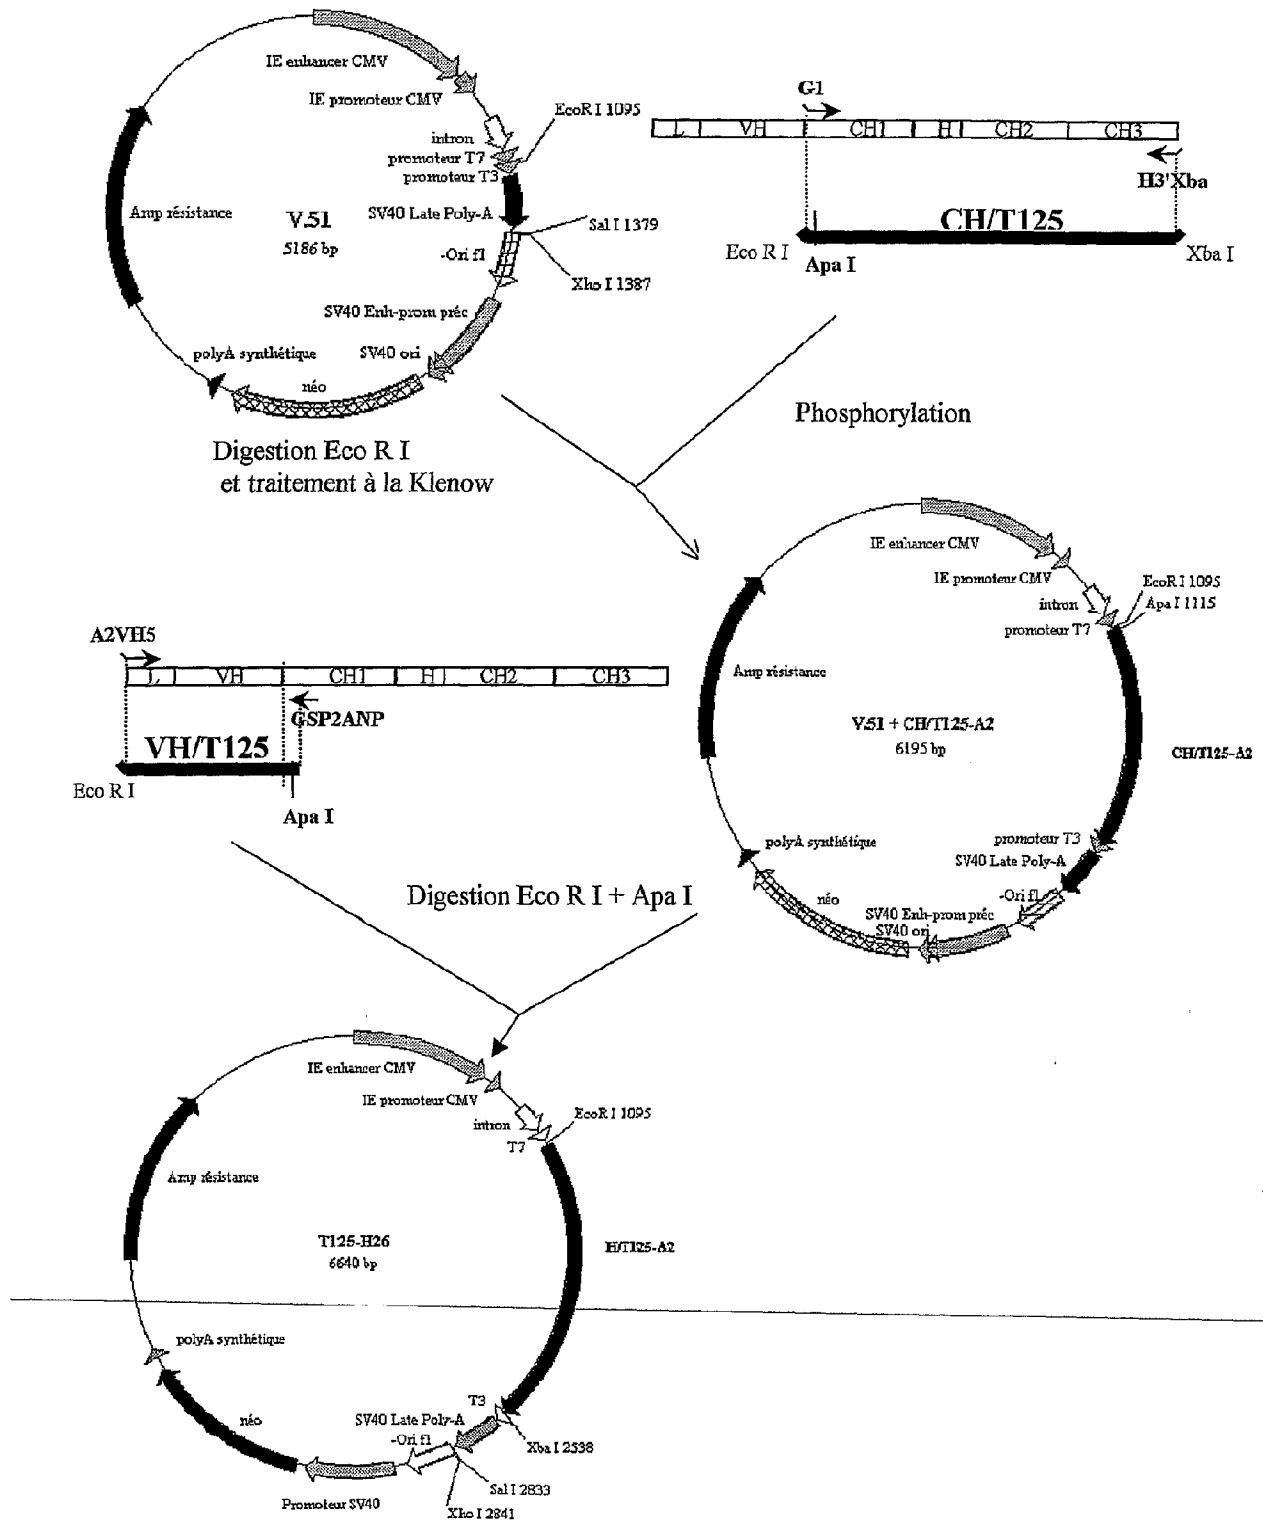 IE enhancer CMV
IE promoteur CMV
EcoR I 1095
intron
promoteur T7
promoteur T3
Amp résistance
V.51
5186 bp
SV40 Late Poly-A
Sal I 1379
-Ori f1
Xho I 1387
SV40 Enh-prom préc
polyA synthétique
SV40 ori
néo
G1
L VH CH1 H CH2 CH3
H3'Xba
CH/T125
Eco R I
Apa I
Xba I
Digestion Eco R I
et traitement à la Klenow
Phosphorylation
IE enhancer CMV
IE promoteur CMV
EcoR I 1095
intron
Apa I 1115
promoteur T7
Amp résistance
V.51 + CH/T125-A2
6195 bp
CH/T125-A2
promoteur T3
polyA synthétique
SV40 Late Poly-A
-Ori f1
néo
SV40 Enh-prom préc
SV40 ori
A2VH5
L VH CH1 H CH2 CH3
GSP2ANP
VH/T125
Eco R I
Apa I
Digestion Eco R I + Apa I
IE enhancer CMV
IE promoteur CMV
EcoR I 1095
intron
T7
Amp résistance
T125-H26
6640 bp
H/T125-A2
polyA synthétique
T3
néo
SV40 Late Poly-A
-Ori f1
Xba I 2538
Sal I 2833
Promoteur SV40
Xho I 2841